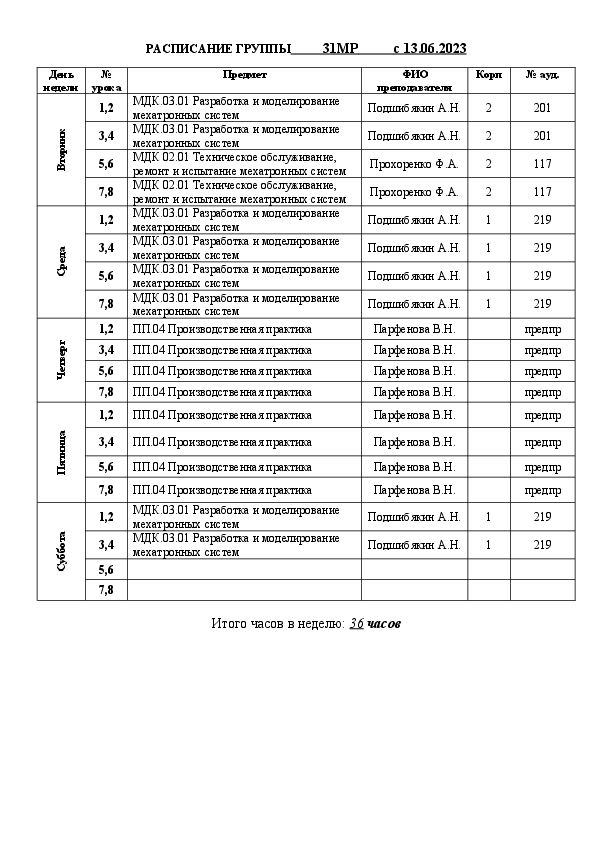 РАСПИСАНИЕ ГРУППЫ 31МР с 13.06.2023
День недели № урока Предмет ФИО преподавателя Корп № ауд.
Вторник
1,2 МДК.03.01 Разработка и моделирование мехатронных систем Подшибякин А.Н. 2 201
3,4 МДК.03.01 Разработка и моделирование мехатронных систем Подшибякин А.Н. 2 201
5,6 МДК 02.01 Техническое обслуживание, ремонт и испытание мехатронных систем Прохоренко Ф.А. 2 117
7,8 МДК 02.01 Техническое обслуживание, ремонт и испытание мехатронных систем Прохоренко Ф.А. 2 117
Среда
1,2 МДК.03.01 Разработка и моделирование мехатронных систем Подшибякин А.Н. 1 219
3,4 МДК.03.01 Разработка и моделирование мехатронных систем Подшибякин А.Н. 1 219
5,6 МДК.03.01 Разработка и моделирование мехатронных систем Подшибякин А.Н. 1 219
7,8 МДК.03.01 Разработка и моделирование мехатронных систем Подшибякин А.Н. 1 219
Четверг
1,2 ПП.04 Производственная практика Парфенова В.Н. предпр
3,4 ПП.04 Производственная практика Парфенова В.Н. предпр
5,6 ПП.04 Производственная практика Парфенова В.Н. предпр
7,8 ПП.04 Производственная практика Парфенова В.Н. предпр
Пятница
1,2 ПП.04 Производственная практика Парфенова В.Н. предпр
3,4 ПП.04 Производственная практика Парфенова В.Н. предпр
5,6 ПП.04 Производственная практика Парфенова В.Н. предпр
7,8 ПП.04 Производственная практика Парфенова В.Н. предпр
Суббота
1,2 МДК.03.01 Разработка и моделирование мехатронных систем Подшибякин А.Н. 1 219
3,4 МДК.03.01 Разработка и моделирование мехатронных систем Подшибякин А.Н. 1 219
5,6
7,8
Итого часов в неделю: 36 часов